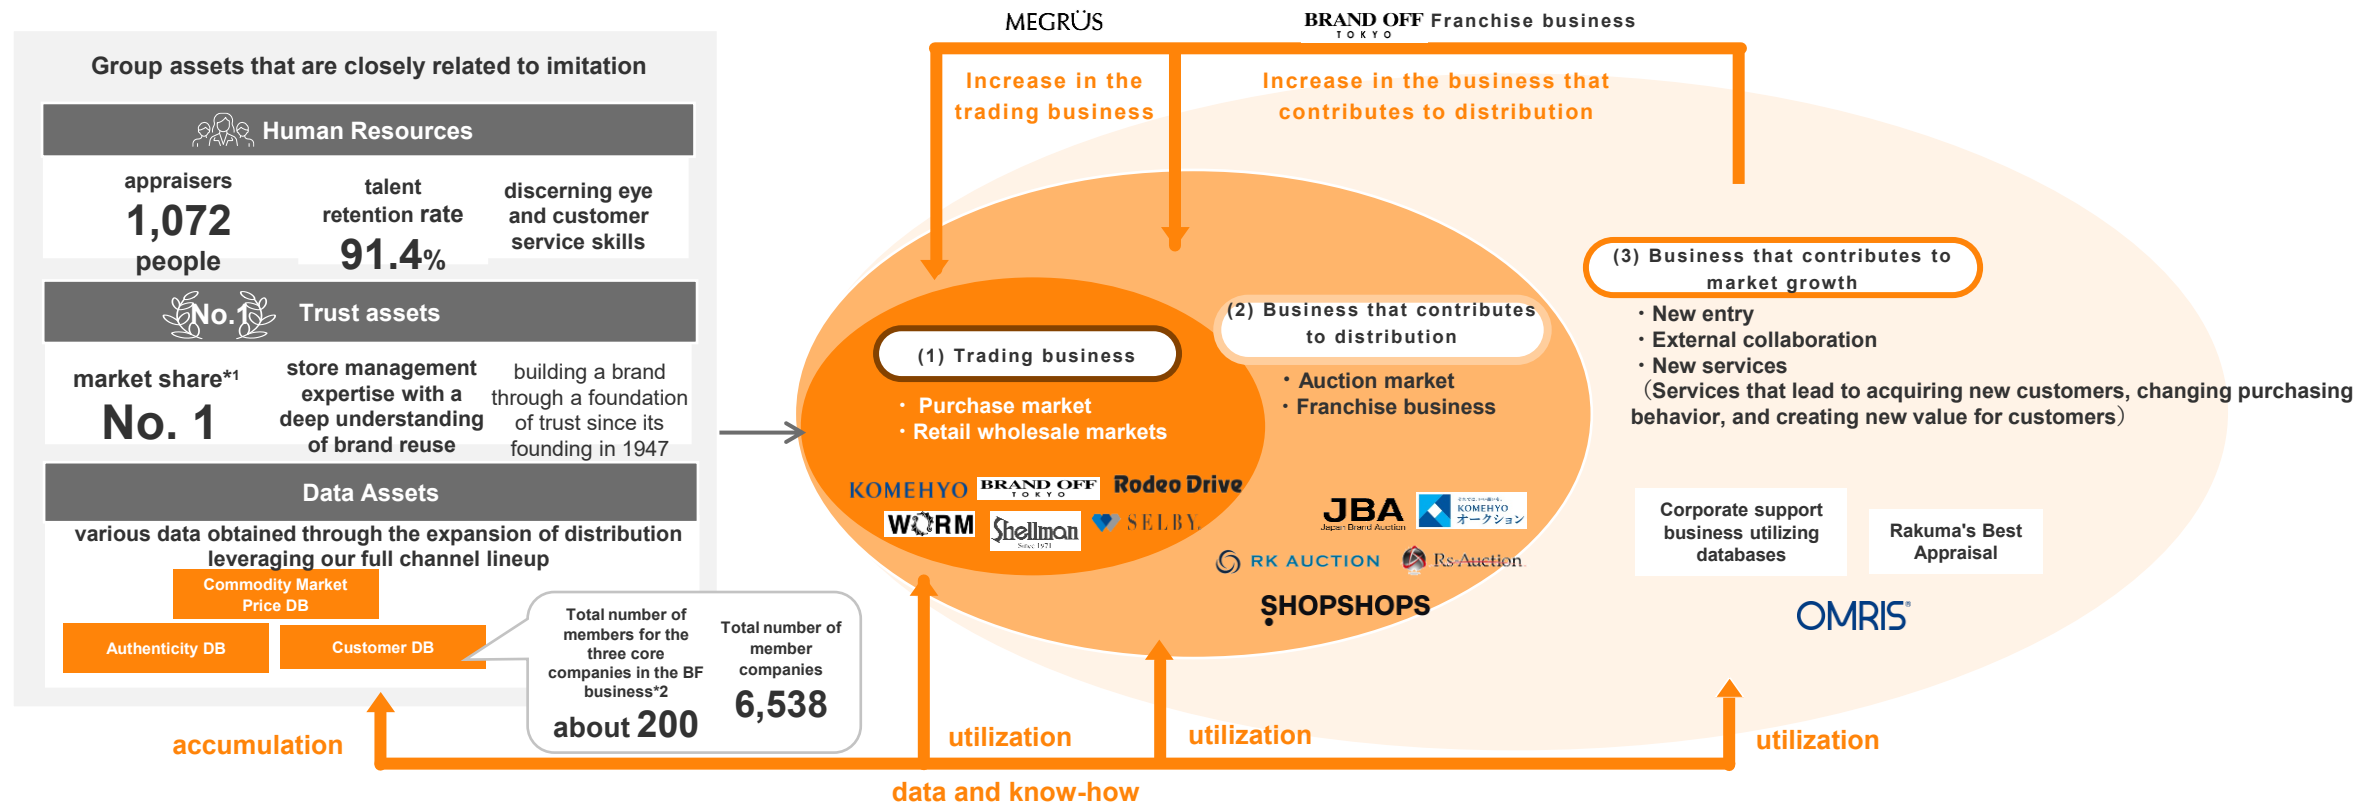 MEGRÜS
BRAND OFF
TOKYO
Franchise business
Group assets that are closely related to imitation
Human Resources
appraisers
1,072
people
talent
retention rate
91.4%
discerning eye
and customer
service skills
No.1
Trust assets
market share*1
No. 1
store management
expertise with a
deep understanding
of brand reuse
building a brand
through a foundation
of trust since its
founding in 1947
Data Assets
various data obtained through the expansion of distribution
leveraging our full channel lineup
Commodity Market
Price DB
Authenticity DB
Customer DB
Total number of
members for the
three core
companies in the BF
business*2
about 200
Total number of
member
companies
6,538
Increase in the
trading business
Increase in the business that
contributes to distribution
(1) Trading business
・ Purchase market
・Retail wholesale markets
KOMEHYO
BRAND OFF
TOKYO
Rodeo Drive
WORM
Shellman
Since 1971
SELBY
(2) Business that contributes
to distribution
・Auction market
・Franchise business
JBA
Japan Brand Auction
KOMEHYO
オークション
RK AUCTION
Rs-Auction
SHOPSHOPS
(3) Business that contributes to
market growth
・New entry
・External collaboration
・New services
（Services that lead to acquiring new customers, changing purchasing
behavior, and creating new value for customers）
Corporate support
business utilizing
databases
Rakuma's Best
Appraisal
OMRIS®
accumulation
utilization
utilization
utilization
data and know-how